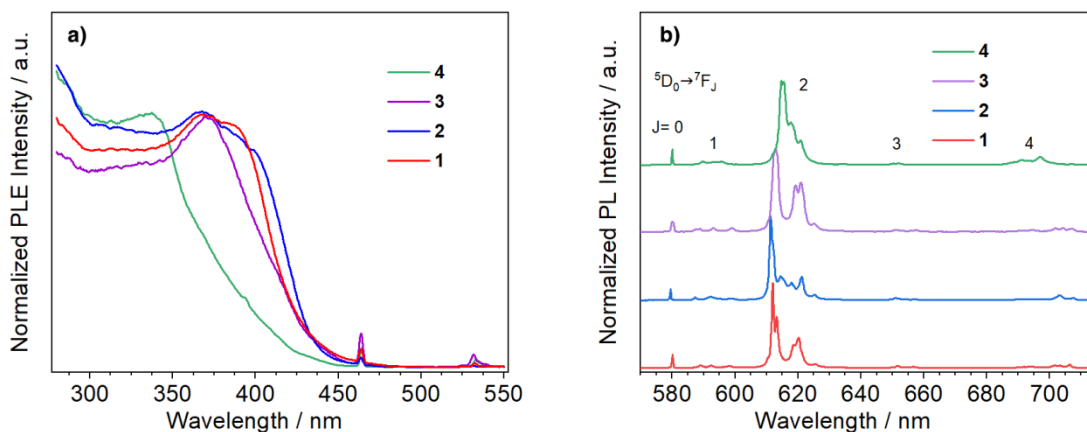 a)
4
3
2
1
Normalized PLE Intensity / a.u.
300 350 400 450 500 550
Wavelength / nm
b)
4
3
2
1
⁵D₀→⁷F_J
J= 0
1
2
3
4
Normalized PL Intensity / a.u.
580 600 620 640 660 680 700
Wavelength / nm